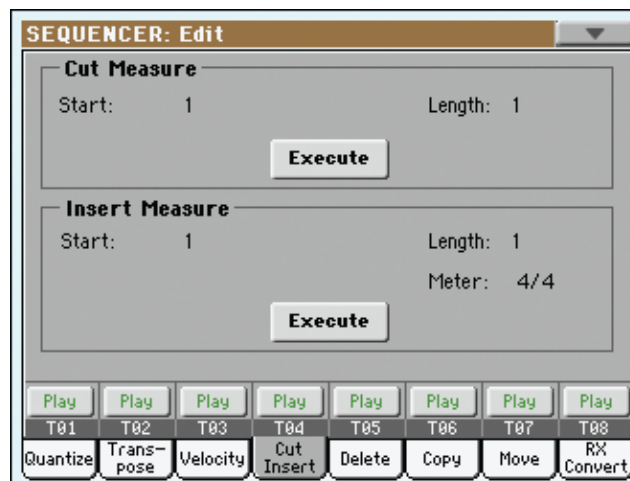 SEQUENCER: Edit
Cut Measure
Start: 1 Length: 1
Execute
Insert Measure
Start: 1 Length: 1
Meter: 4/4
Execute
Play Play Play Play Play Play Play Play
T01 T02 T03 T04 T05 T06 T07 T08
Quantize Trans- Velocity Cut Delete Copy Move RX
pose Insert Convert